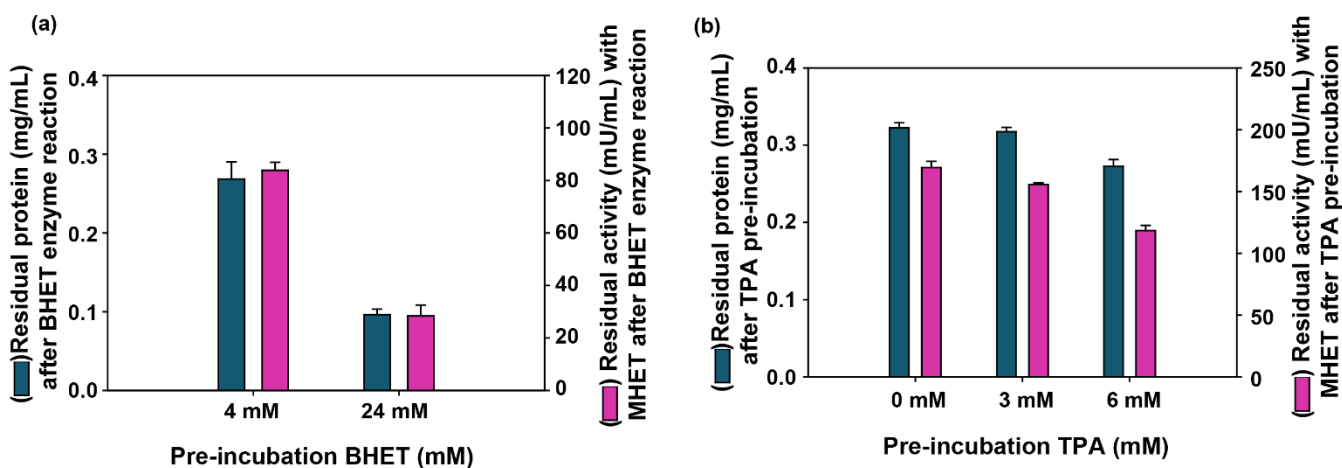 (a)
( )Residual protein (mg/mL)
after BHET enzyme reaction
0.4
0.3
0.2
0.1
0.0
120
100
80
60
40
20
0
( ) Residual activity (mU/mL) with
MHET after BHET enzyme reaction
4 mM
24 mM
Pre-incubation BHET (mM)
(b)
( )Residual protein (mg/mL)
after TPA pre-incubation
0.4
0.3
0.2
0.1
0.0
250
200
150
100
50
0
( ) Residual activity (mU/mL) with
MHET after TPA pre-incubation
0 mM
3 mM
6 mM
Pre-incubation TPA (mM)